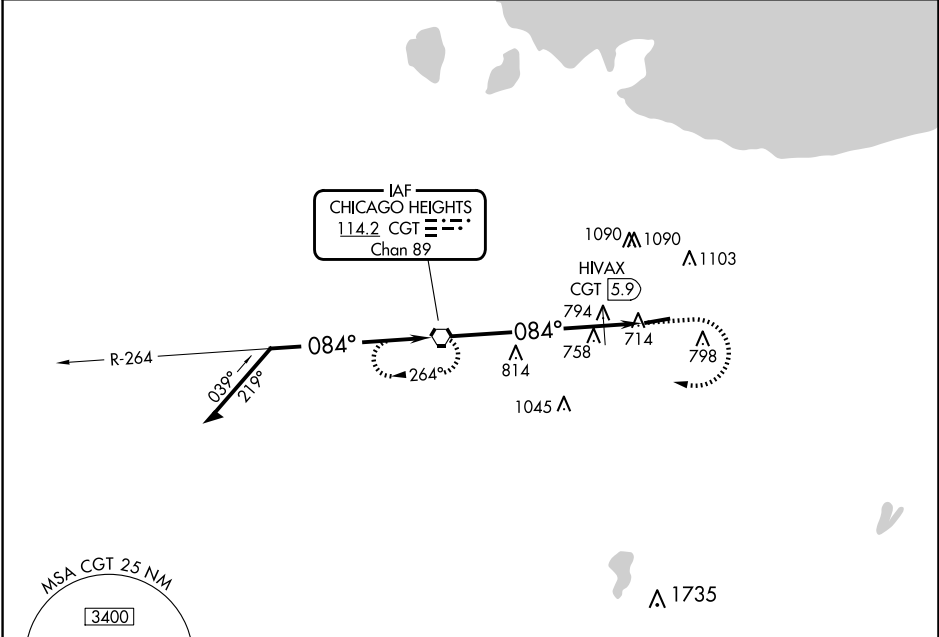 IAF
CHICAGO HEIGHTS
114.2 CGT
Chan 89
1090 1090
1103
HIVAX
CGT 5.9
794
084°
084°
R-264
714
758
798
814
264°
039°
219°
1045
MSA CGT 25 NM
3400
1735